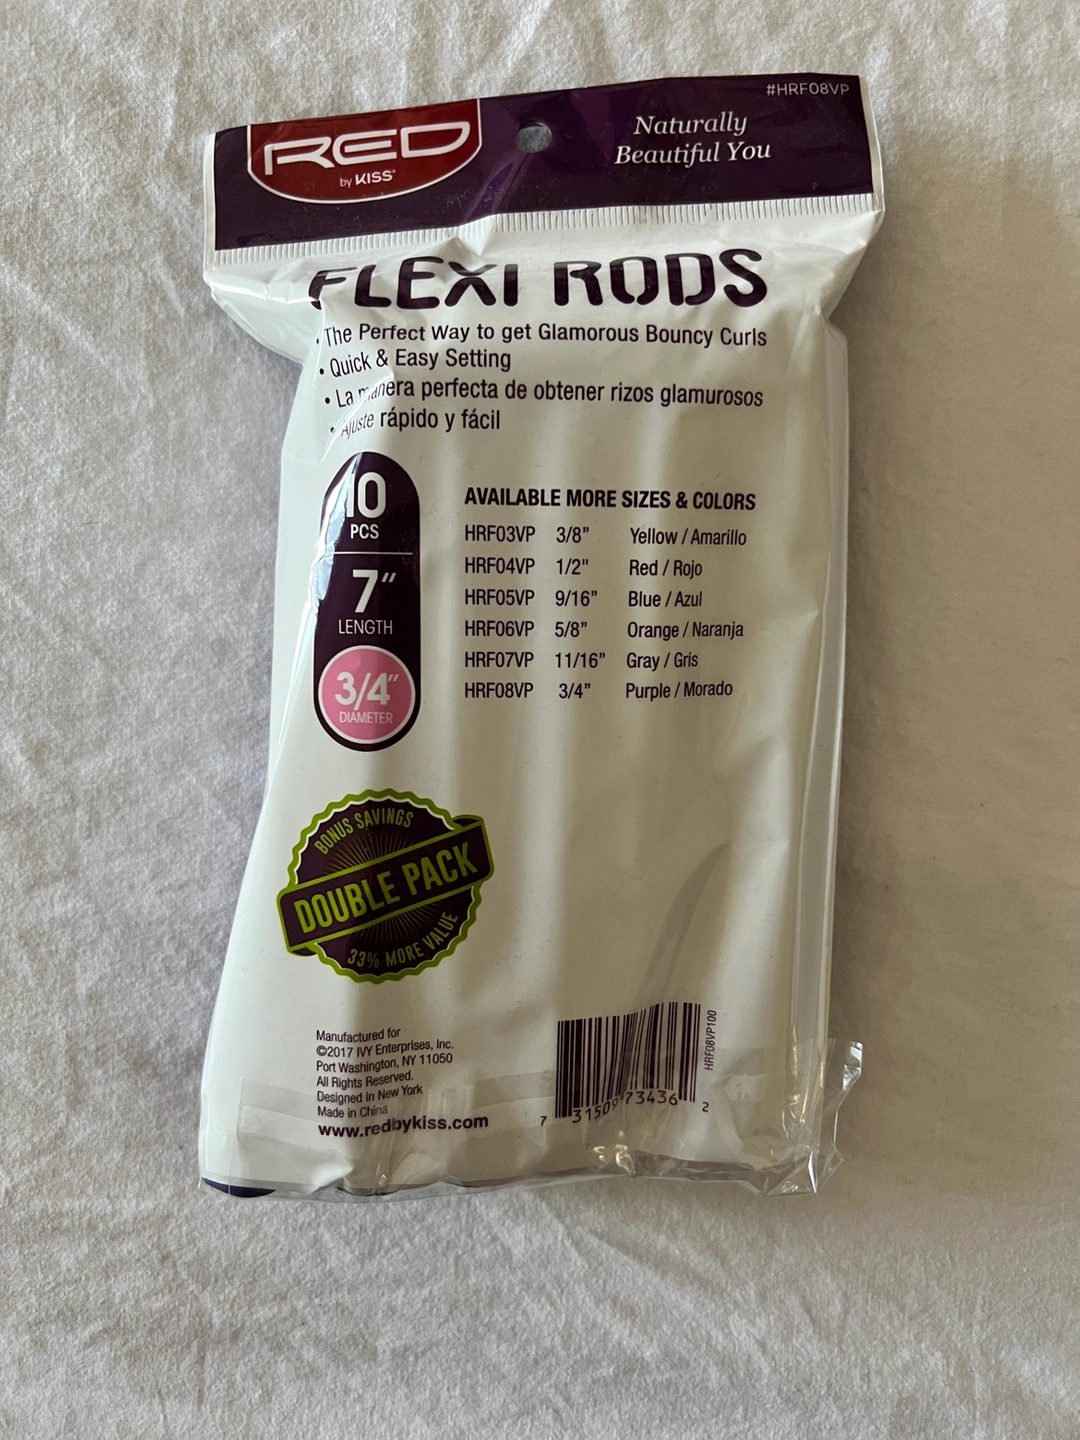 #HRF08VP
RED
by KISS®
Naturally
Beautiful You
FLEXI RODS
• The Perfect Way to get Glamorous Bouncy Curls
• Quick & Easy Setting
• La manera perfecta de obtener rizos glamurosos
• Ajuste rápido y fácil
10
PCS
7"
LENGTH
3/4"
DIAMETER
AVAILABLE MORE SIZES & COLORS
HRF03VP 3/8" Yellow / Amarillo
HRF04VP 1/2" Red / Rojo
HRF05VP 9/16" Blue / Azul
HRF06VP 5/8" Orange / Naranja
HRF07VP 11/16" Gray / Gris
HRF08VP 3/4" Purple / Morado
BONUS SAVINGS
DOUBLE PACK
33% MORE VALUE
Manufactured for
©2017 IVY Enterprises, Inc.
Port Washington, NY 11050
All Rights Reserved.
Designed in New York
Made in China
www.redbykiss.com
7 31509 73436 2
HRF08VP100